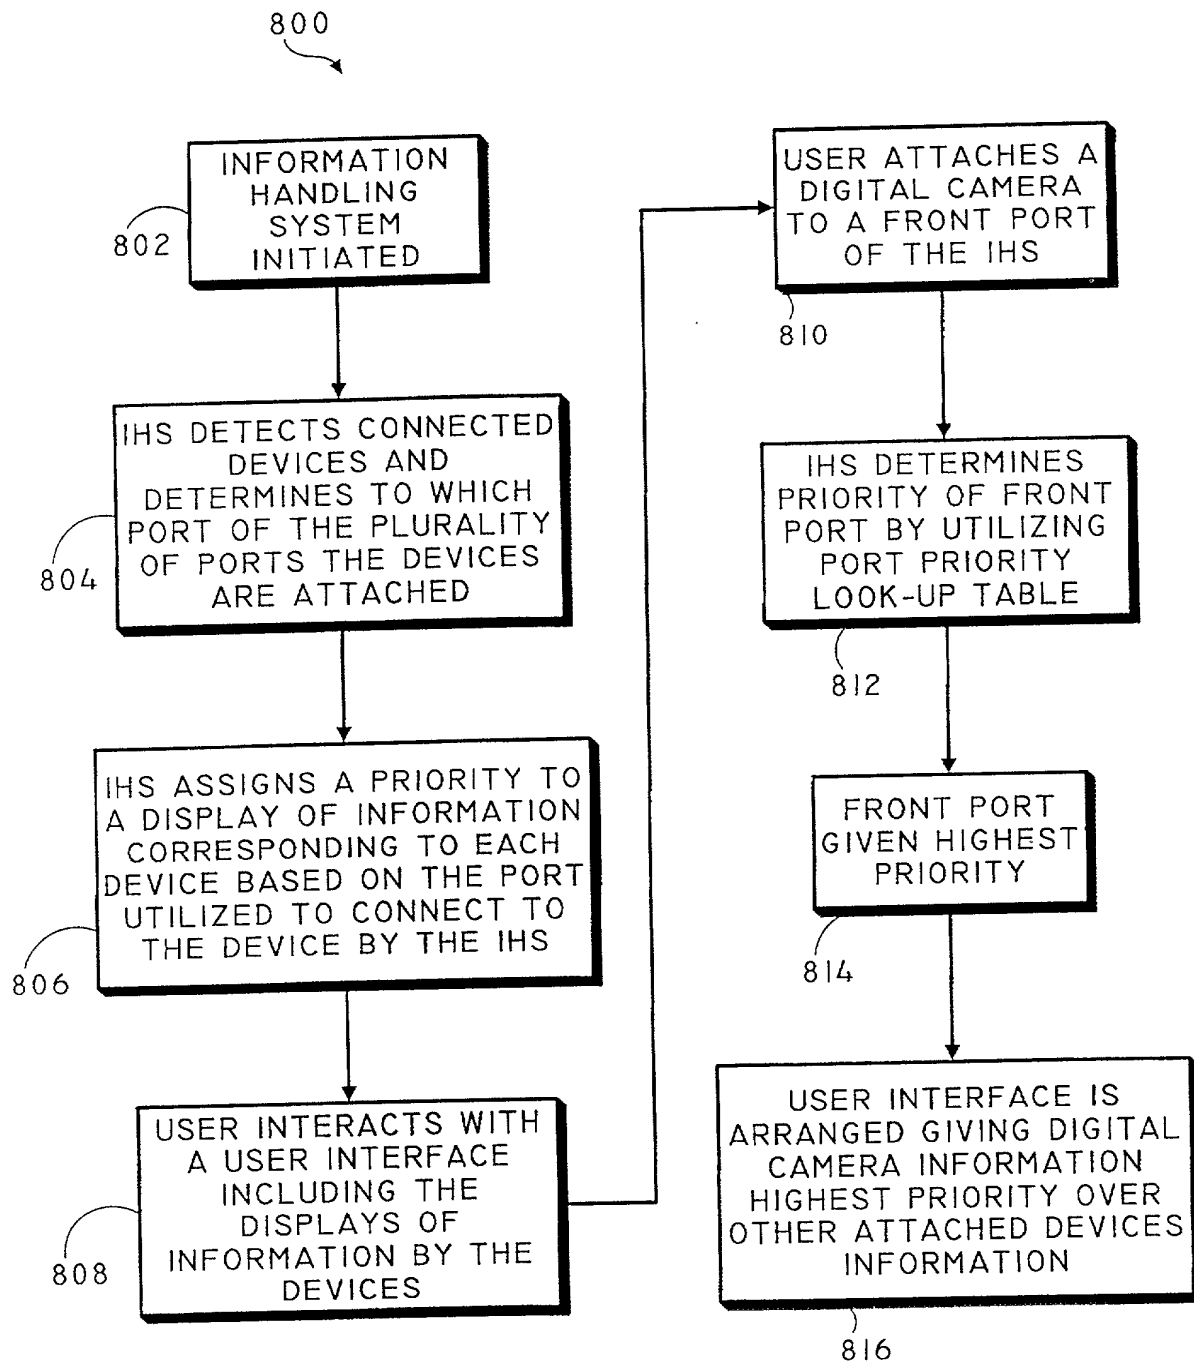 800
INFORMATION
HANDLING
SYSTEM
INITIATED
802
IHS DETECTS CONNECTED
DEVICES AND
DETERMINES TO WHICH
PORT OF THE PLURALITY
OF PORTS THE DEVICES
ARE ATTACHED
804
IHS ASSIGNS A PRIORITY TO
A DISPLAY OF INFORMATION
CORRESPONDING TO EACH
DEVICE BASED ON THE PORT
UTILIZED TO CONNECT TO
THE DEVICE BY THE IHS
806
USER INTERACTS WITH
A USER INTERFACE
INCLUDING THE
DISPLAYS OF
INFORMATION BY THE
DEVICES
808
USER ATTACHES A
DIGITAL CAMERA
TO A FRONT PORT
OF THE IHS
810
IHS DETERMINES
PRIORITY OF FRONT
PORT BY UTILIZING
PORT PRIORITY
LOOK-UP TABLE
812
FRONT PORT
GIVEN HIGHEST
PRIORITY
814
USER INTERFACE IS
ARRANGED GIVING DIGITAL
CAMERA INFORMATION
HIGHEST PRIORITY OVER
OTHER ATTACHED DEVICES
INFORMATION
816